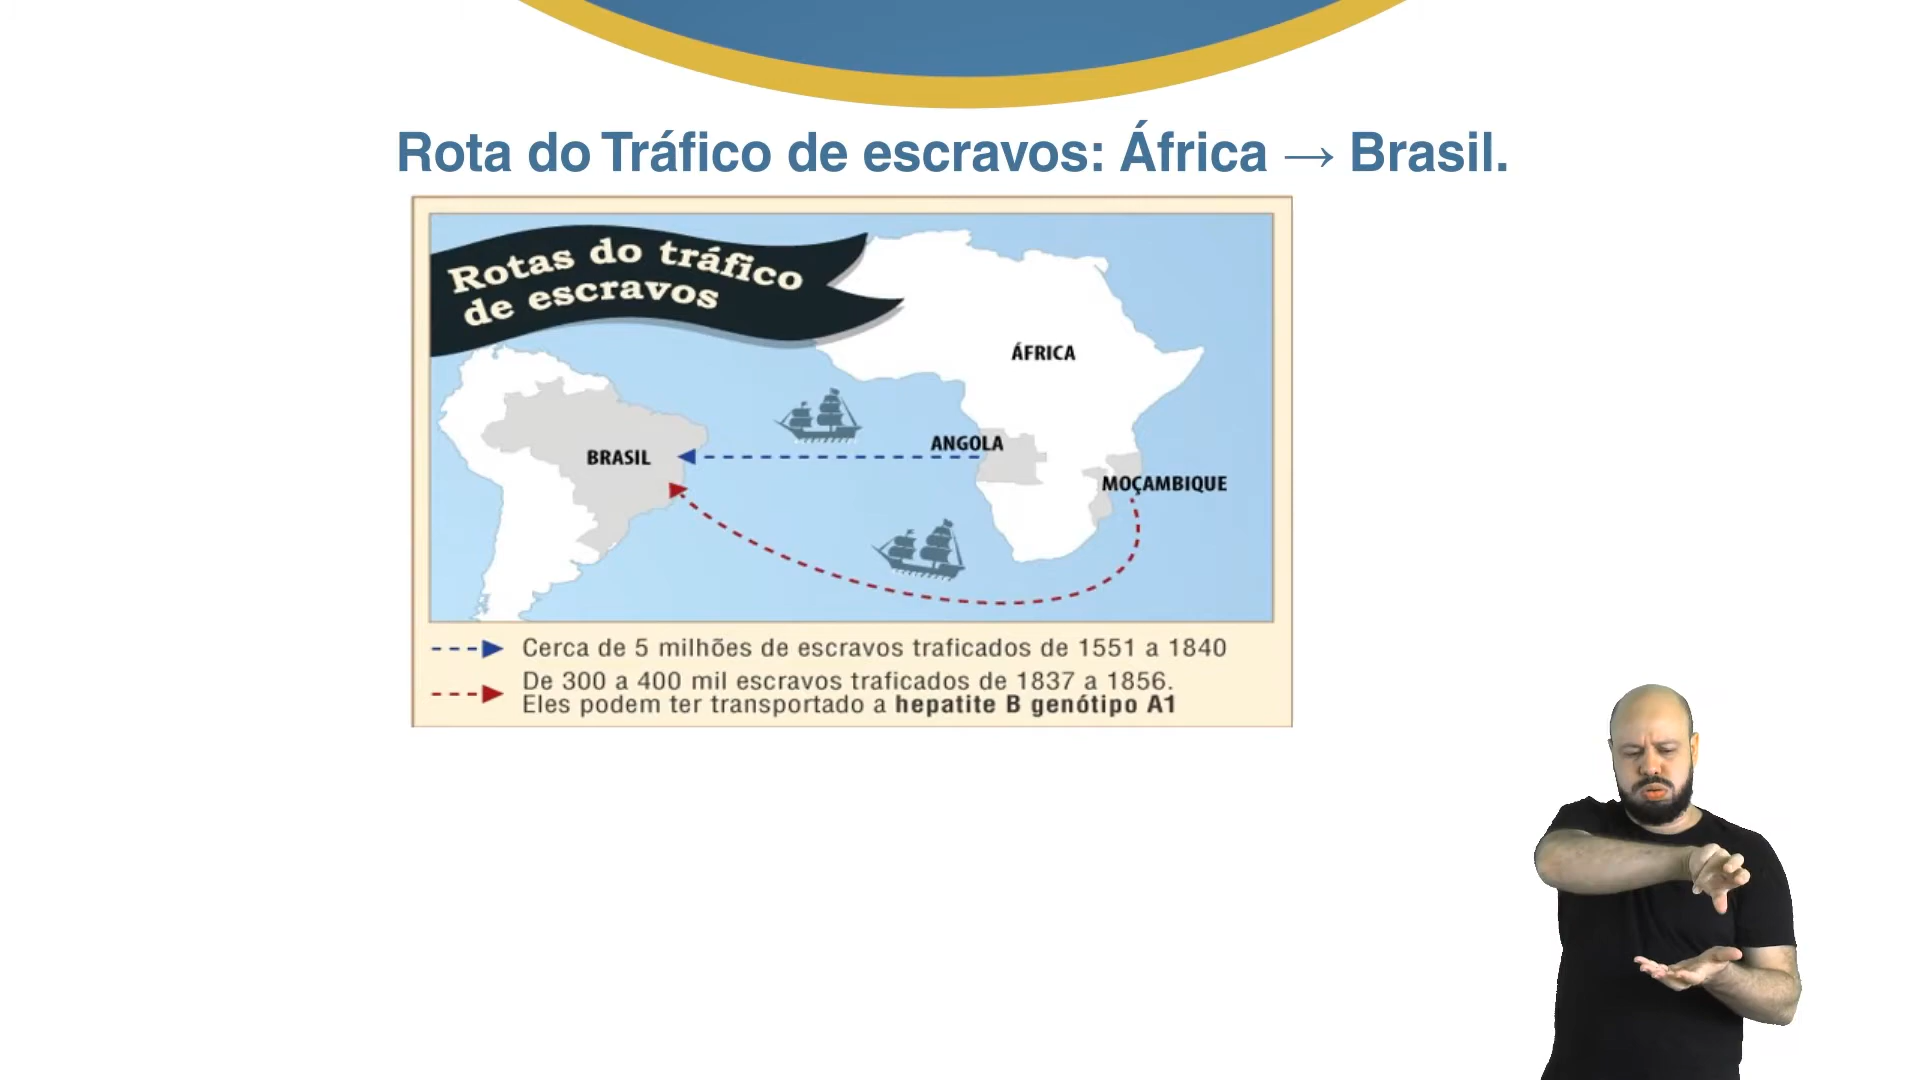 Rota do Tráfico de escravos: África → Brasil.
Rotas do tráfico
de escravos
ÁFRICA
ANGOLA
BRASIL
MOÇAMBIQUE
Cerca de 5 milhões de escravos traficados de 1551 a 1840
De 300 a 400 mil escravos traficados de 1837 a 1856.
Eles podem ter transportado a hepatite B genótipo A1